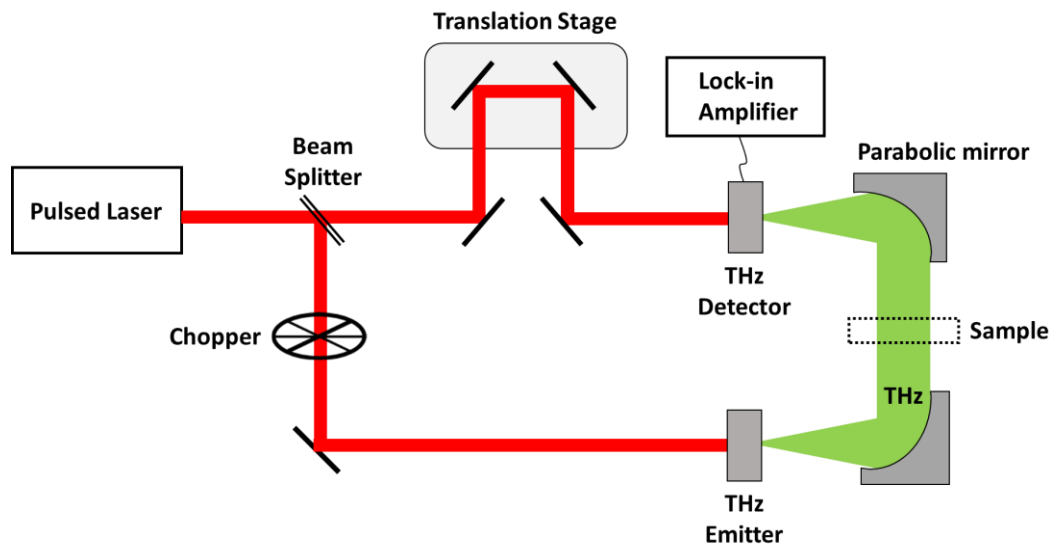 Translation Stage
Lock-in
Amplifier
Beam
Splitter
Parabolic mirror
Pulsed Laser
THz
Detector
Chopper
Sample
THz
THz
Emitter